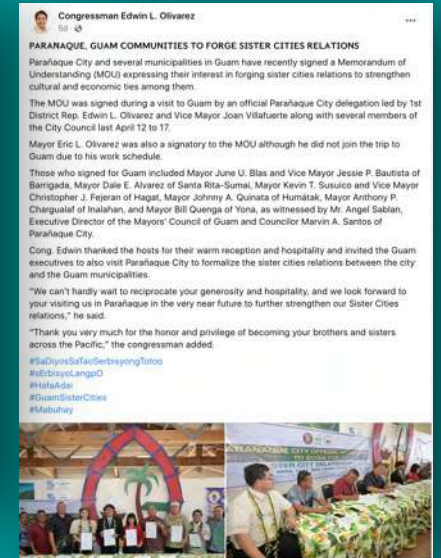 Congressman Edwin L. Olivarez
5d
PARANAQUE, GUAM COMMUNITIES TO FORGE SISTER CITIES RELATIONS
Parañaque City and several municipalities in Guam have recently signed a Memorandum of
Understanding (MOU) expressing their interest in forging sister cities relations to strengthen
cultural and economic ties among them.
The MOU was signed during a visit to Guam by an official Parañaque City delegation led by 1st
District Rep. Edwin L. Olivarez and Vice Mayor Joan Villafuerte along with several members of
the City Council last April 12 to 17.
Mayor Eric L. Olivarez was also a signatory to the MOU although he did not join the trip to
Guam due to his work schedule.
Those who signed for Guam included Mayor June U. Blas and Vice Mayor Jessie P. Bautista of
Barrigada, Mayor Dale E. Alvarez of Santa Rita-Sumai, Mayor Kevin T. Susuico and Vice Mayor
Christopher J. Fejeran of Hagat, Mayor Johnny A. Quinata of Humåtak, Mayor Anthony P.
Chargualaf of Inalahan, and Mayor Bill Quenga of Yona, as witnessed by Mr. Angel Sablan,
Executive Director of the Mayors' Council of Guam and Councilor Marvin A. Santos of
Parañaque City.
Cong. Edwin thanked the hosts for their warm reception and hospitality and invited the Guam
executives to also visit Parañaque City to formalize the sister cities relations between the city
and the Guam municipalities.
"We can't hardly wait to reciprocate your generosity and hospitality, and we look forward to
your visiting us in Parañaque in the very near future to further strengthen our Sister Cities
relations," he said.
"Thank you very much for the honor and privilege of becoming your brothers and sisters
across the Pacific," the congressman added.
#SaDiyosSaTaoSerbisyongTotoo
#sErbisyoLangpO
#HafaAdai
#GuamSisterCities
#Mabuhay
PARANAQUE CITY OFFICIAL
TO GUAM FOR
SISTER CITY RELATIONS